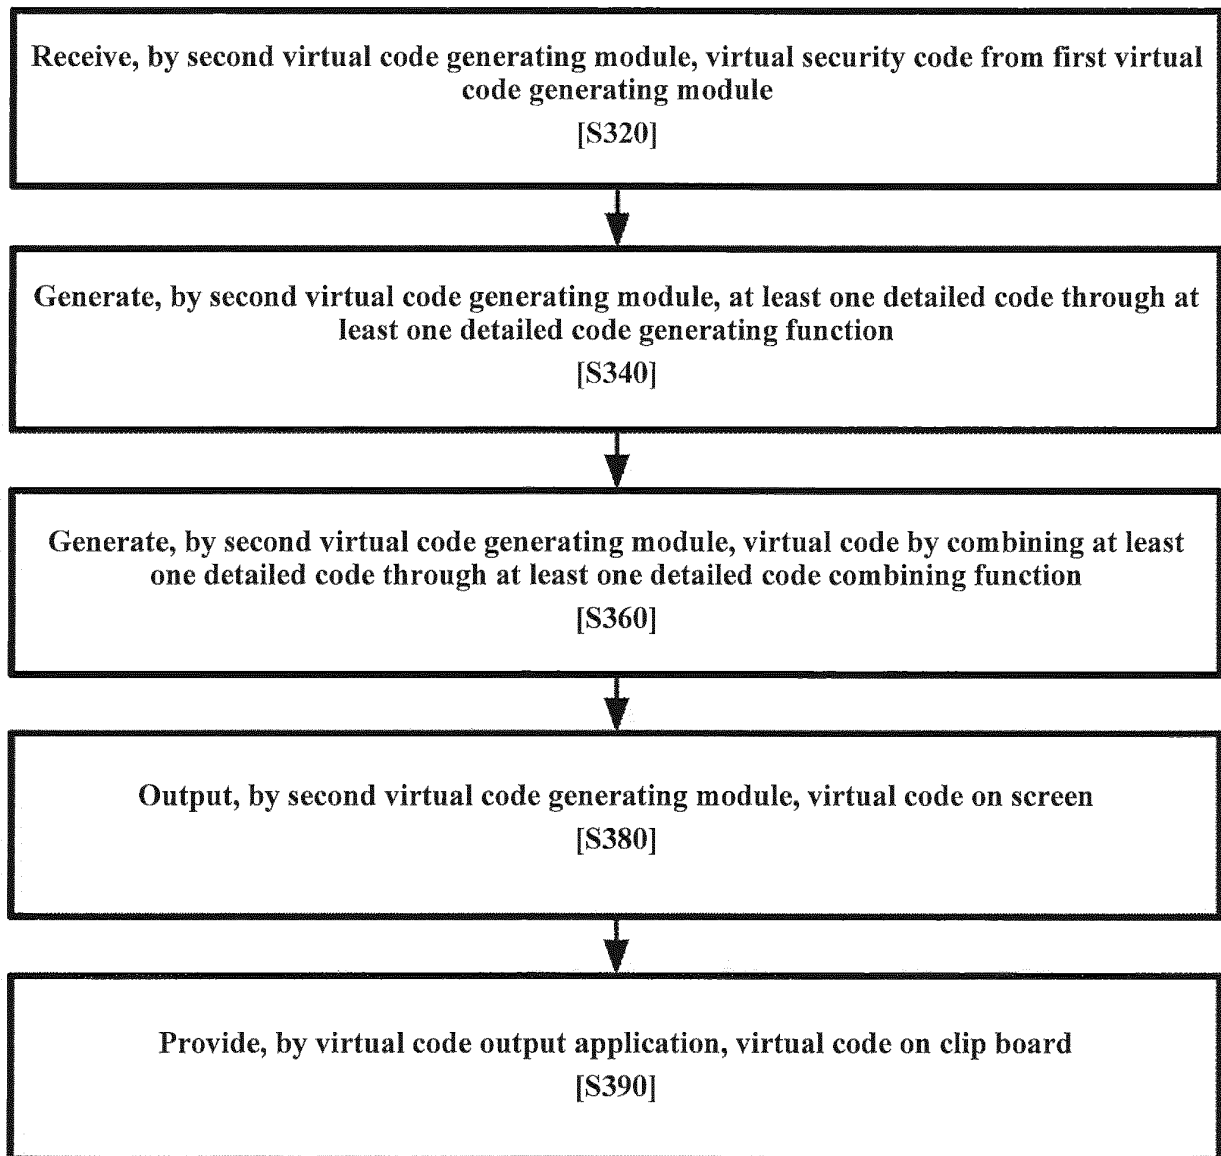 Receive, by second virtual code generating module, virtual security code from first virtual
code generating module
[S320]
Generate, by second virtual code generating module, at least one detailed code through at
least one detailed code generating function
[S340]
Generate, by second virtual code generating module, virtual code by combining at least
one detailed code through at least one detailed code combining function
[S360]
Output, by second virtual code generating module, virtual code on screen
[S380]
Provide, by virtual code output application, virtual code on clip board
[S390]